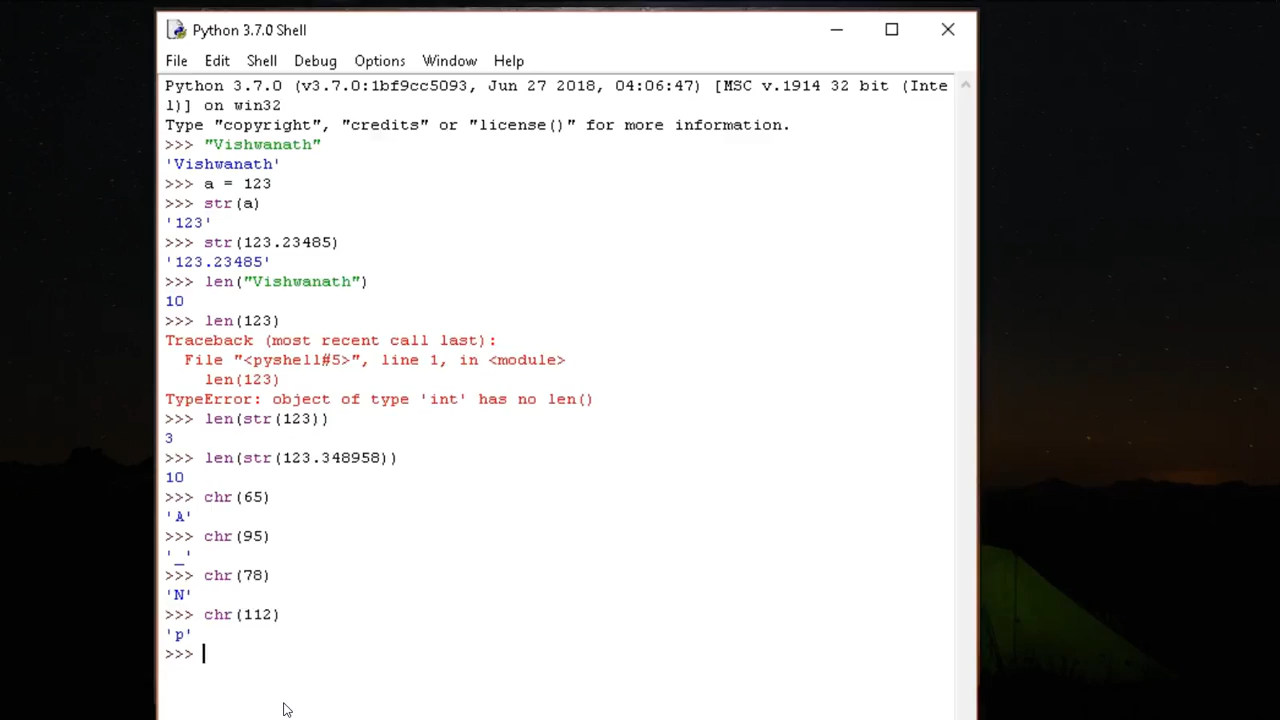 Python 3.7.0 Shell
File Edit Shell Debug Options Window Help
Python 3.7.0 (v3.7.0:1bf9cc5093, Jun 27 2018, 04:06:47) [MSC v.1914 32 bit (Inte
l)] on win32
Type "copyright", "credits" or "license()" for more information.
>>> "Vishwanath"
'Vishwanath'
>>> a = 123
>>> str(a)
'123'
>>> str(123.23485)
'123.23485'
>>> len("Vishwanath")
10
>>> len(123)
Traceback (most recent call last):
  File "<pyshell#5>", line 1, in <module>
    len(123)
TypeError: object of type 'int' has no len()
>>> len(str(123))
3
>>> len(str(123.348958))
10
>>> chr(65)
'A'
>>> chr(95)
'_'
>>> chr(78)
'N'
>>> chr(112)
'p'
>>>